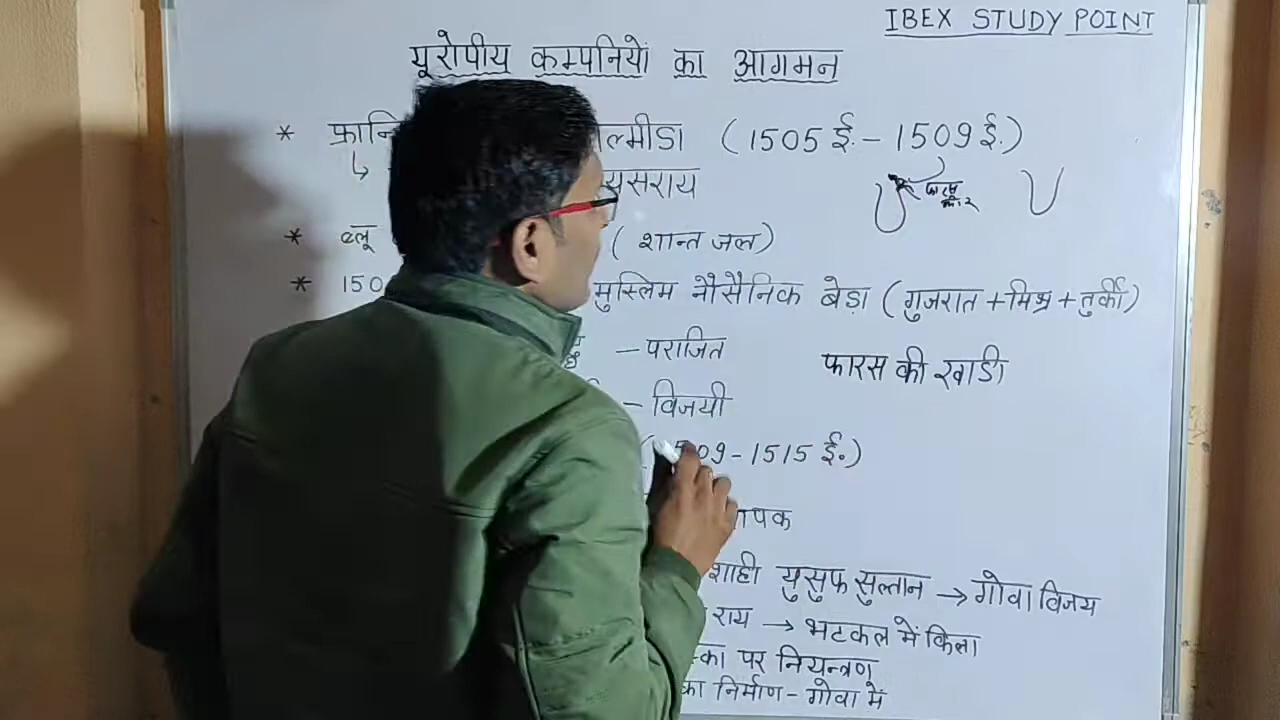 IBEX STUDY POINT
यूरोपीय कम्पनियों का आगमन
* फ्रान्सि ल्मीडा (1505 ई.- 1509 ई.)
यसराय
* ब्लू (शान्त जल)
* 150 मुस्लिम नौसैनिक बेड़ा (गुजरात +मिस्र + तुर्की)
- पराजित फारस की खाडी
- विजयी
(1509-1515 ई०)
ापक
शाही युसुफ सुल्तान → गोवा विजय
राय → भटकल में किला
का पर नियन्त्रण
का निर्माण - गोवा में